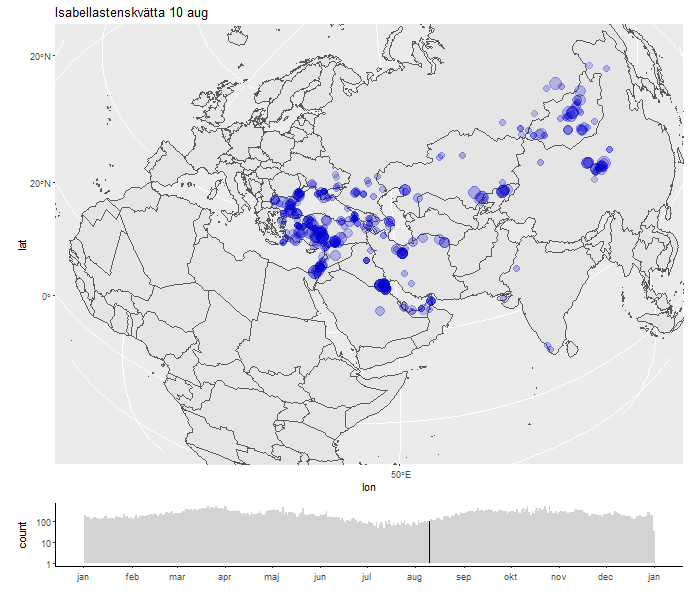 Isabellastenskvätta 10 aug
20°N
20°N
0°
lat
50°E
lon
count
100
10
1
jan feb mar apr maj jun jul aug sep okt nov dec jan